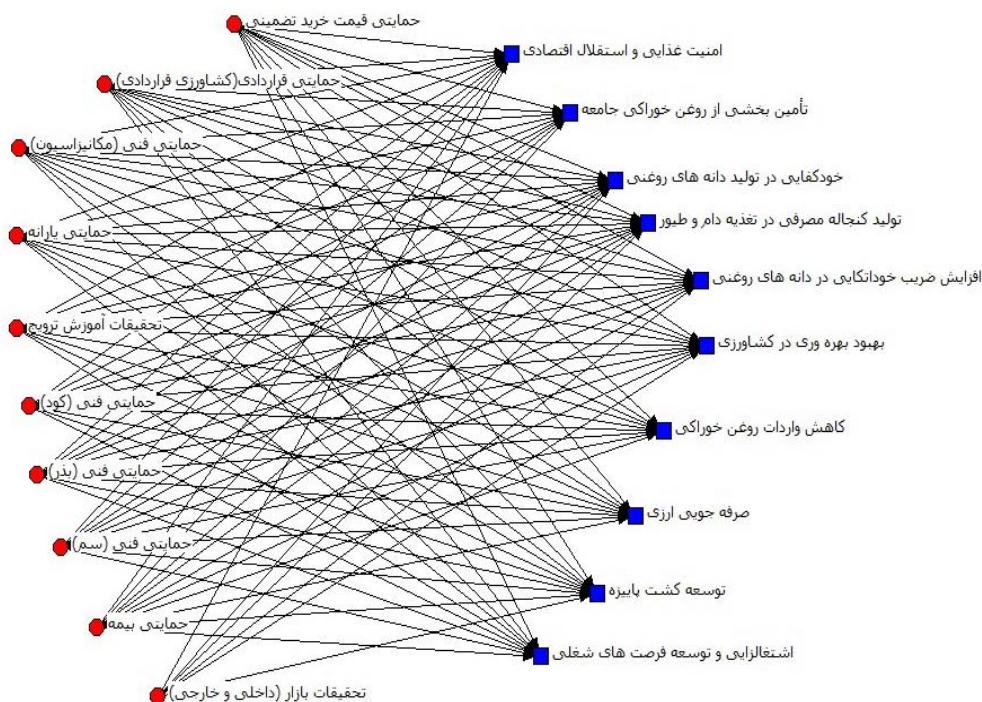 حمایتی قیمت خرید تضمینی
امنیت غذایی و استقلال اقتصادی
حمایتی قراردادی(کشاورزی قراردادی)
تأمین بخشی از روغن خوراکی جامعه
حمایتی فنی (مکانیزاسیون)
خودکفایی در تولید دانه های روغنی
تولید کنجاله مصرفی در تغذیه دام و طیور
حمایتی یارانه
افزایش ضریب خوداتکایی در دانه های روغنی
تحقیقات آموزش ترویج
بهبود بهره وری در کشاورزی
حمایتی فنی (کود)
کاهش واردات روغن خوراکی
حمایتی فنی (بذر)
صرفه جویی ارزی
حمایتی فنی (سم)
توسعه کشت پاییزه
حمایتی بیمه
اشتغالزایی و توسعه فرصت های شغلی
تحقیقات بازار (داخلی و خارجی)